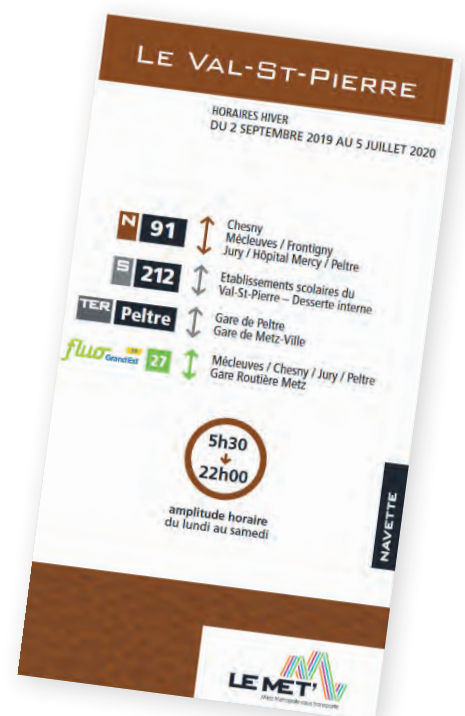 LE VAL-ST-PIERRE
HORAIRES HIVER
DU 2 SEPTEMBRE 2019 AU 5 JUILLET 2020
N 91
Chesny
Mécleuves / Frontigny
Jury / Hôpital Mercy / Peltre
S 212
Etablissements scolaires du
Val-St-Pierre – Desserte interne
TER Peltre
Gare de Peltre
Gare de Metz-Ville
fluo Grand Est 27
Mécleuves / Chesny / Jury / Peltre
Gare Routière Metz
5h30
22h00
amplitude horaire
du lundi au samedi
NAVETTE
LE MET'